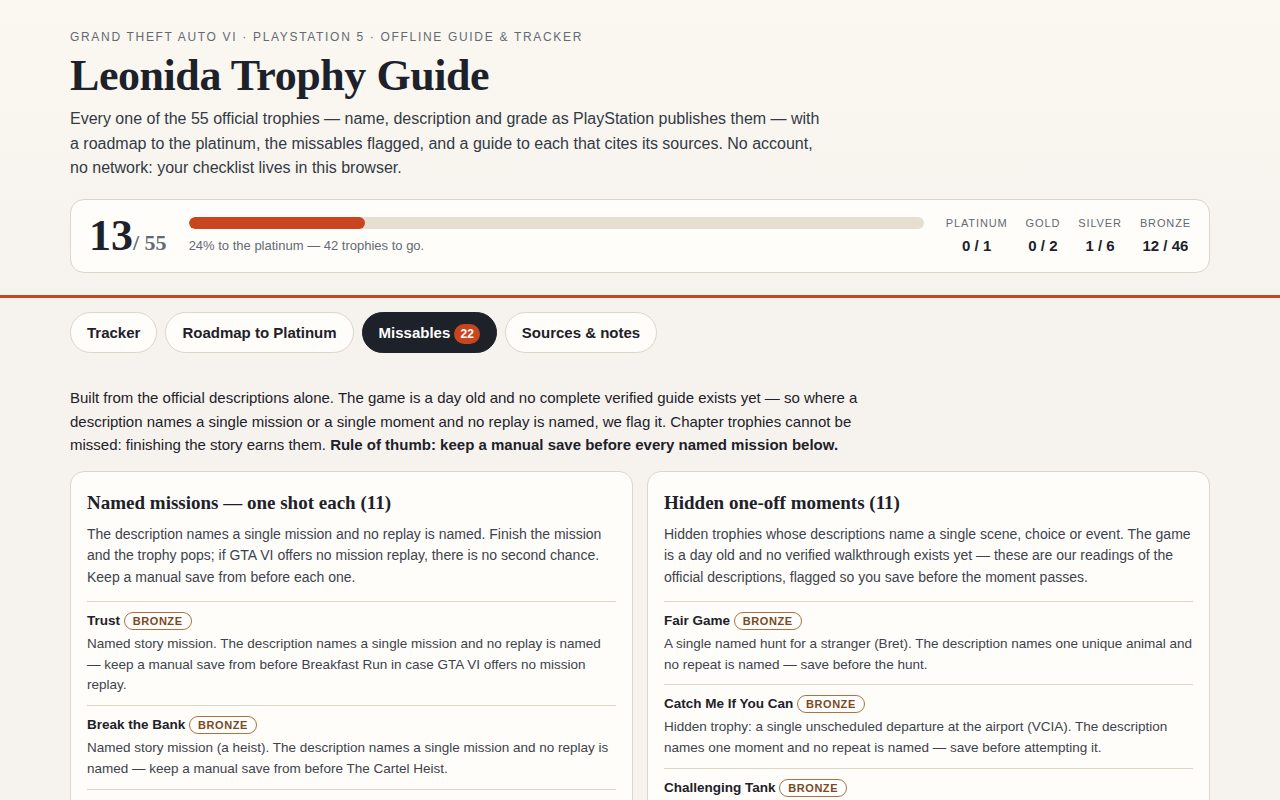 GRAND THEFT AUTO VI · PLAYSTATION 5 · OFFLINE GUIDE & TRACKER
Leonida Trophy Guide
Every one of the 55 official trophies — name, description and grade as PlayStation publishes them — with
a roadmap to the platinum, the missables flagged, and a guide to each that cites its sources. No account,
no network: your checklist lives in this browser.
13/ 55
24% to the platinum — 42 trophies to go.
PLATINUM GOLD SILVER BRONZE
0 / 1 0 / 2 1 / 6 12 / 46
Tracker Roadmap to Platinum Missables 22 Sources & notes
Built from the official descriptions alone. The game is a day old and no complete verified guide exists yet — so where a
description names a single mission or a single moment and no replay is named, we flag it. Chapter trophies cannot be
missed: finishing the story earns them. Rule of thumb: keep a manual save before every named mission below.
Named missions — one shot each (11)
The description names a single mission and no replay is named. Finish the mission
and the trophy pops; if GTA VI offers no mission replay, there is no second chance.
Keep a manual save from before each one.
Trust BRONZE
Named story mission. The description names a single mission and no replay is named
— keep a manual save from before Breakfast Run in case GTA VI offers no mission
replay.
Break the Bank BRONZE
Named story mission (a heist). The description names a single mission and no replay is
named — keep a manual save from before The Cartel Heist.
Hidden one-off moments (11)
Hidden trophies whose descriptions name a single scene, choice or event. The game
is a day old and no verified walkthrough exists yet — these are our readings of the
official descriptions, flagged so you save before the moment passes.
Fair Game BRONZE
A single named hunt for a stranger (Bret). The description names one unique animal and
no repeat is named — save before the hunt.
Catch Me If You Can BRONZE
Hidden trophy: a single unscheduled departure at the airport (VCIA). The description
names one moment and no repeat is named — save before attempting it.
Challenging Tank BRONZE